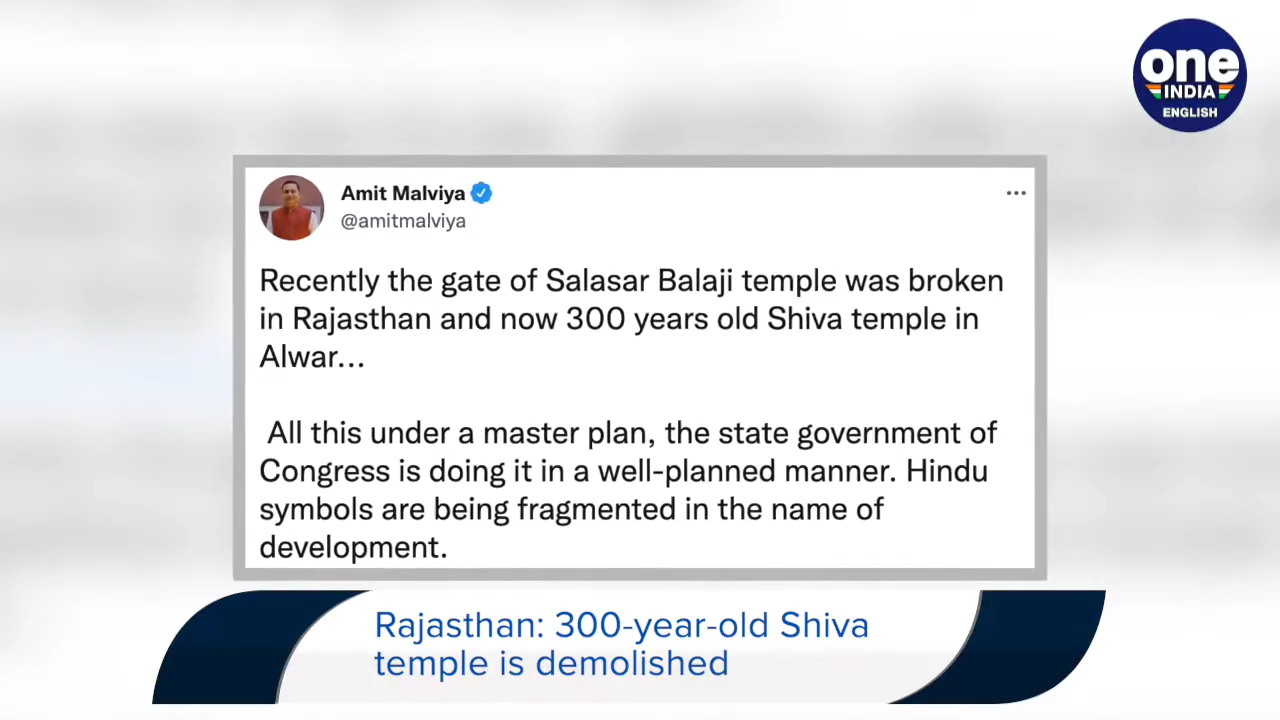 one
INDIA
ENGLISH
Amit Malviya
@amitmalviya
Recently the gate of Salasar Balaji temple was broken
in Rajasthan and now 300 years old Shiva temple in
Alwar...
All this under a master plan, the state government of
Congress is doing it in a well-planned manner. Hindu
symbols are being fragmented in the name of
development.
Rajasthan: 300-year-old Shiva
temple is demolished